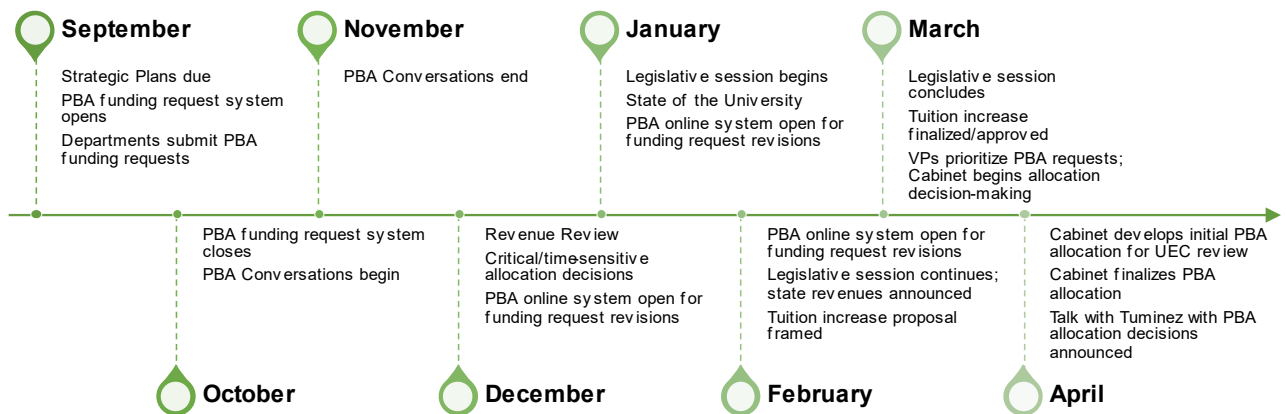 September
Strategic Plans due
PBA funding request system
opens
Departments submit PBA
funding requests
November
PBA Conversations end
January
Legislative session begins
State of the University
PBA online system open for
funding request revisions
March
Legislative session
concludes
Tuition increase
finalized/approved
VPs prioritize PBA requests;
Cabinet begins allocation
decision-making
PBA funding request system
closes
PBA Conversations begin
October
Revenue Review
Critical/time-sensitive
allocation decisions
PBA online system open for
funding request revisions
December
PBA online system open for
funding request revisions
Legislative session continues;
state revenues announced
Tuition increase proposal
framed
February
Cabinet develops initial PBA
allocation for UEC review
Cabinet finalizes PBA
allocation
Talk with Tuminez with PBA
allocation decisions
announced
April